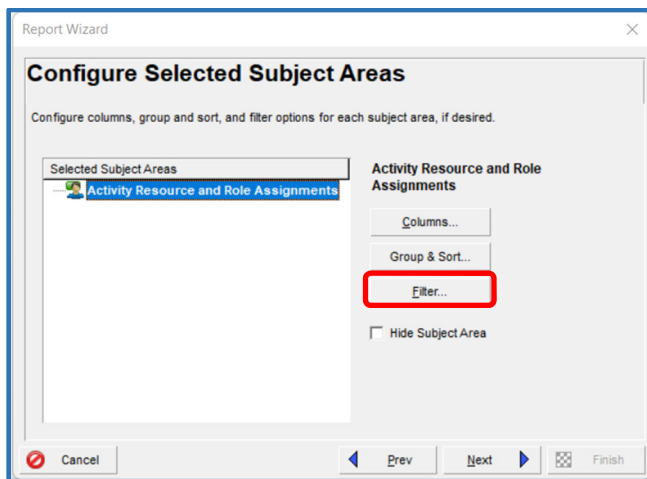 Report Wizard
Configure Selected Subject Areas
Configure columns, group and sort, and filter options for each subject area, if desired.
Selected Subject Areas
Activity Resource and Role Assignments
Activity Resource and Role
Assignments
Columns...
Group & Sort...
Filter...
Hide Subject Area
Cancel
Prev
Next
Finish